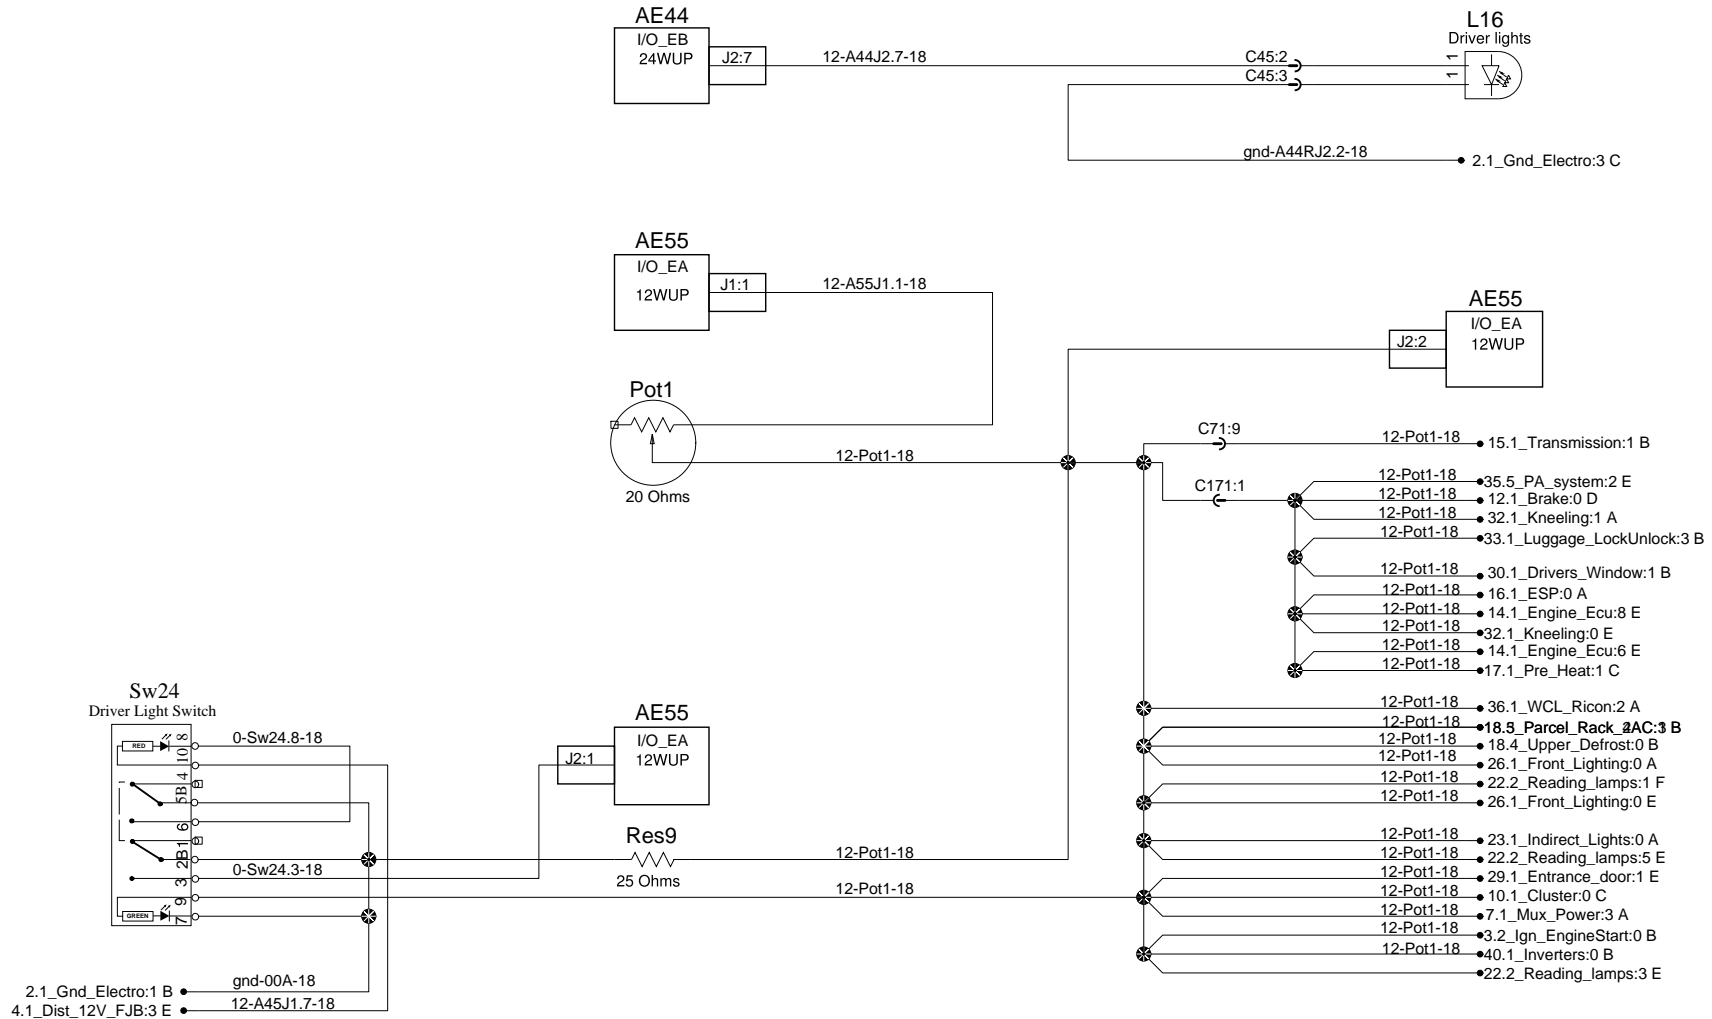 AE44
I/O_EB
24WUP
J2:7
12-A44J2.7-18
C45:2
C45:3
L16
Driver lights
1
1
gnd-A44RJ2.2-18
2.1_Gnd_Electro:3 C
AE55
I/O_EA
12WUP
J1:1
12-A55J1.1-18
AE55
I/O_EA
12WUP
J2:2
Pot1
20 Ohms
12-Pot1-18
C71:9
12-Pot1-18
15.1_Transmission:1 B
C171:1
12-Pot1-18
35.5_PA_system:2 E
12-Pot1-18
12.1_Brake:0 D
12-Pot1-18
32.1_Kneeling:1 A
12-Pot1-18
33.1_Luggage_LockUnlock:3 B
12-Pot1-18
30.1_Drivers_Window:1 B
12-Pot1-18
16.1_ESP:0 A
12-Pot1-18
14.1_Engine_Ecu:8 E
12-Pot1-18
32.1_Kneeling:0 E
12-Pot1-18
14.1_Engine_Ecu:6 E
12-Pot1-18
17.1_Pre_Heat:1 C
12-Pot1-18
36.1_WCL_Ricon:2 A
12-Pot1-18
12-Pot1-18
18.4_Upper_Defrost:0 B
12-Pot1-18
26.1_Front_Lighting:0 A
12-Pot1-18
22.2_Reading_lamps:1 F
12-Pot1-18
26.1_Front_Lighting:0 E
12-Pot1-18
23.1_Indirect_Lights:0 A
12-Pot1-18
22.2_Reading_lamps:5 E
12-Pot1-18
29.1_Entrance_door:1 E
12-Pot1-18
10.1_Cluster:0 C
12-Pot1-18
7.1_Mux_Power:3 A
12-Pot1-18
3.2_Ign_EngineStart:0 B
12-Pot1-18
40.1_Inverters:0 B
22.2_Reading_lamps:3 E
Sw24
Driver Light Switch
RED
8
10
4
5B
6
1
2B
3
9
7
GREEN
0-Sw24.8-18
0-Sw24.3-18
AE55
I/O_EA
12WUP
J2:1
Res9
25 Ohms
12-Pot1-18
12-Pot1-18
2.1_Gnd_Electro:1 B
gnd-00A-18
4.1_Dist_12V_FJB:3 E
12-A45J1.7-18